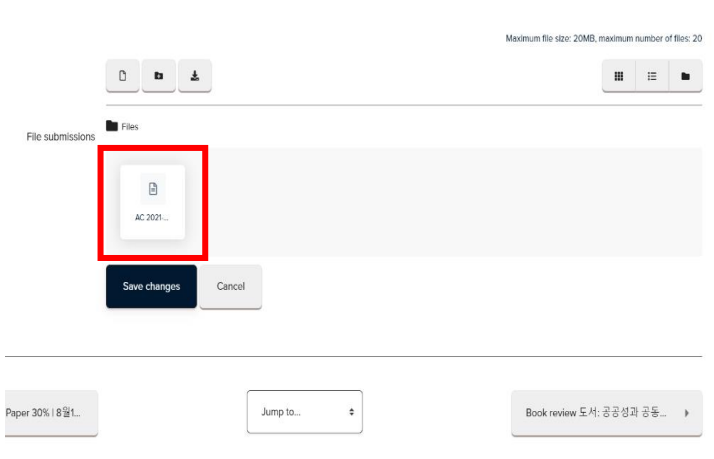 Maximum file size: 20MB, maximum number of files: 20
File submissions
Files
AC 2021-...
Save changes
Cancel
Paper 30% | 8월1...
Jump to...
Book review 도서: 공공성과 공동...